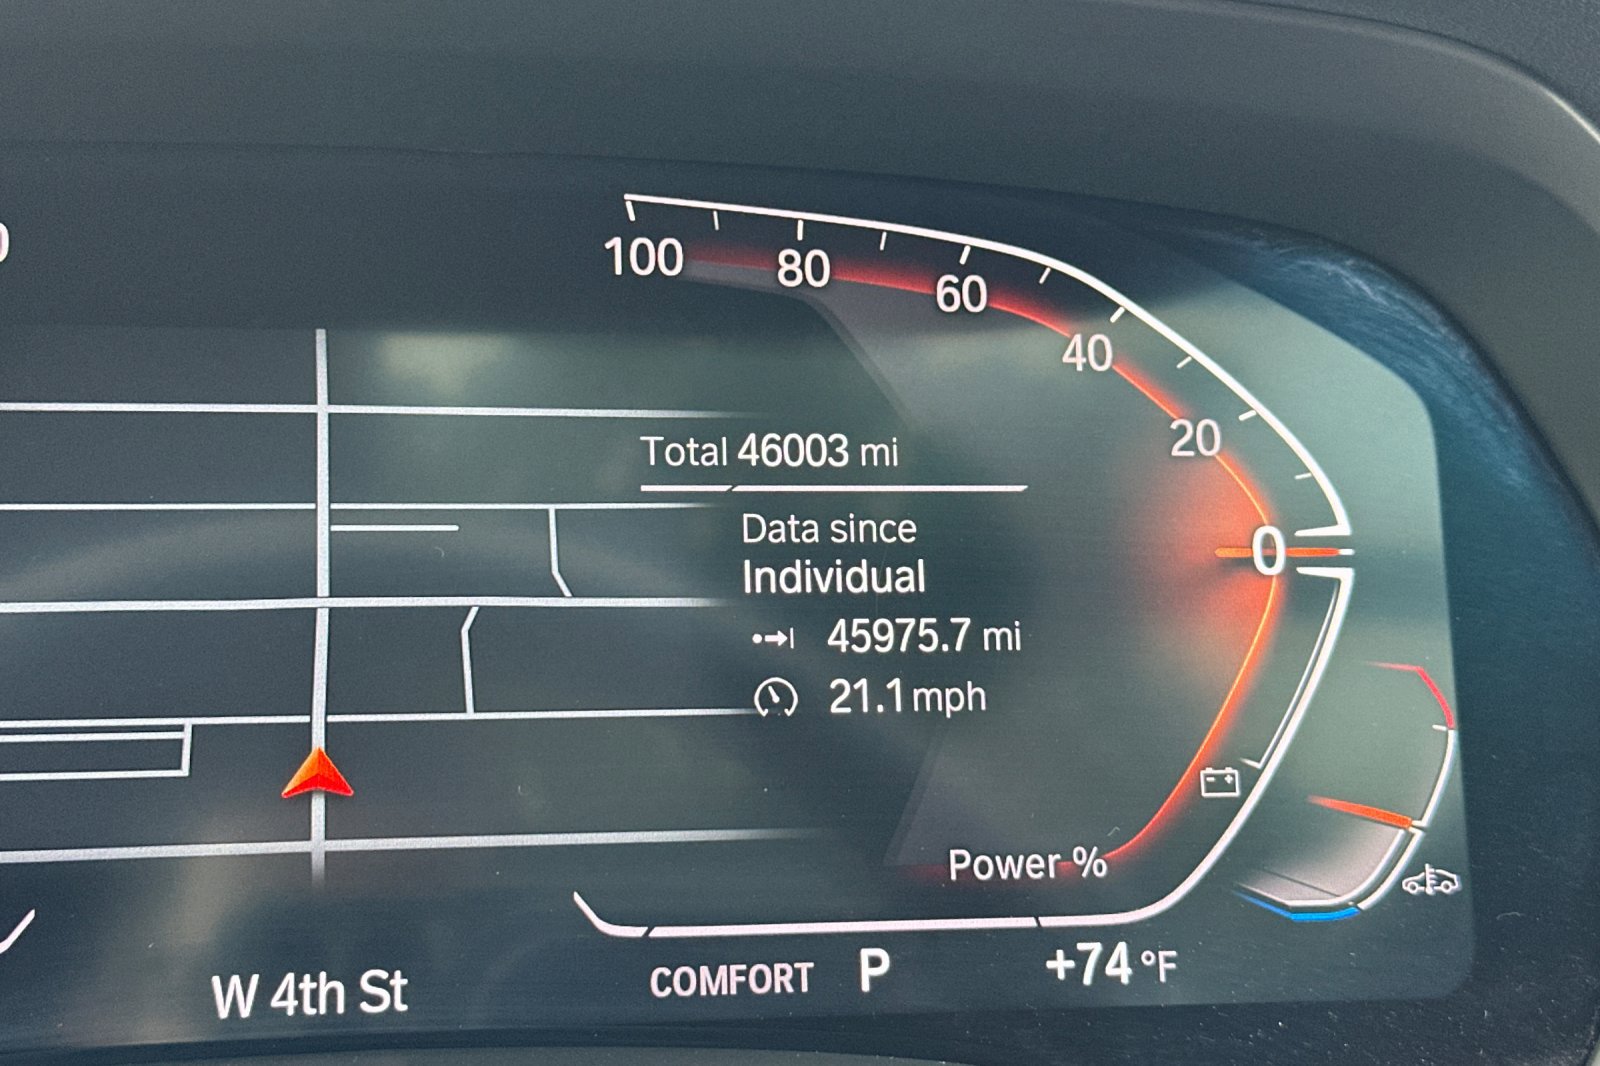 100
80
60
40
20
0
Total 46003 mi
Data since
Individual
45975.7 mi
21.1 mph
Power %
COMFORT P +74 °F
W 4th St